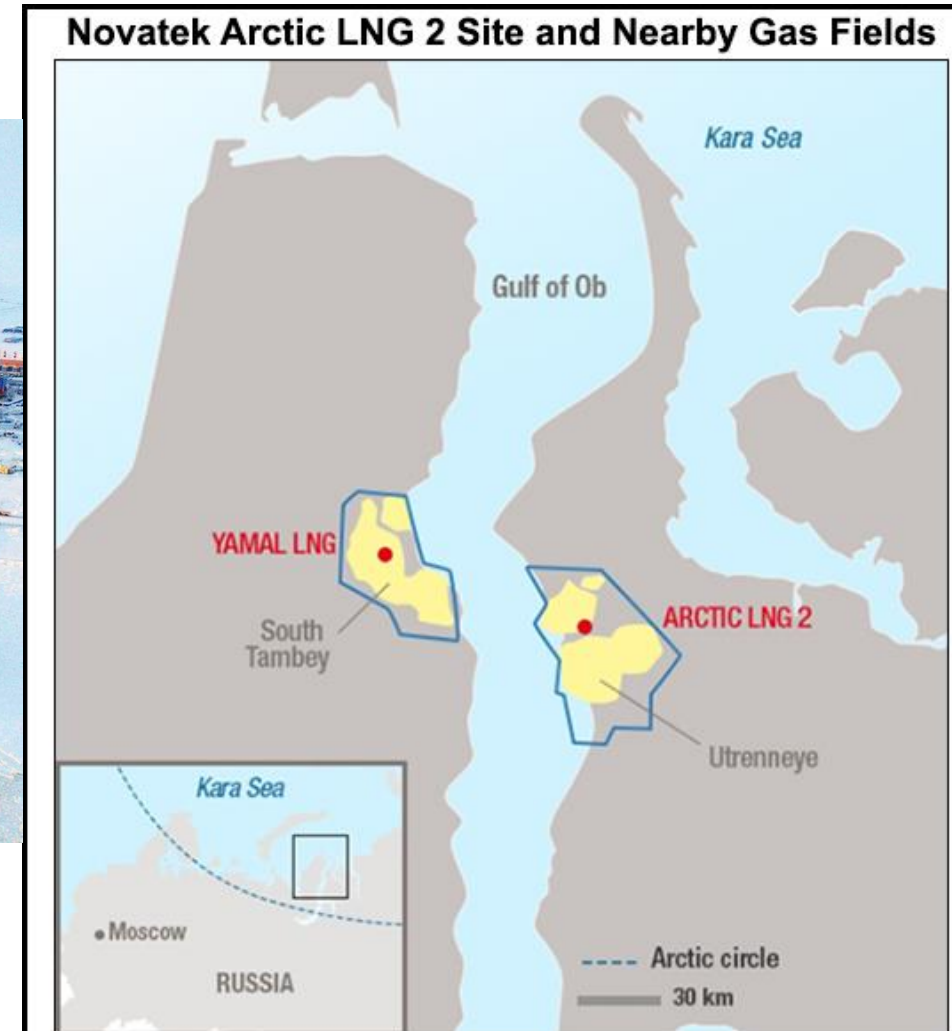 Novatek Arctic LNG 2 Site and Nearby Gas Fields
Kara Sea
Gulf of Ob
YAMAL LNG
South
Tambey
ARCTIC LNG 2
Utrenneye
Kara Sea
Moscow
RUSSIA
Arctic circle
30 km